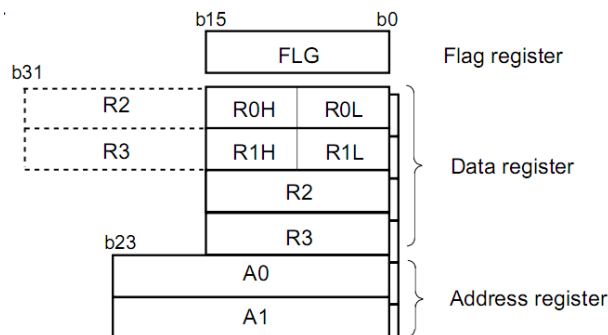 b15 b0
FLG Flag register
b31
R2 R0H R0L
R3 R1H R1L
Data register
R2
R3
b23
A0
Address register
A1